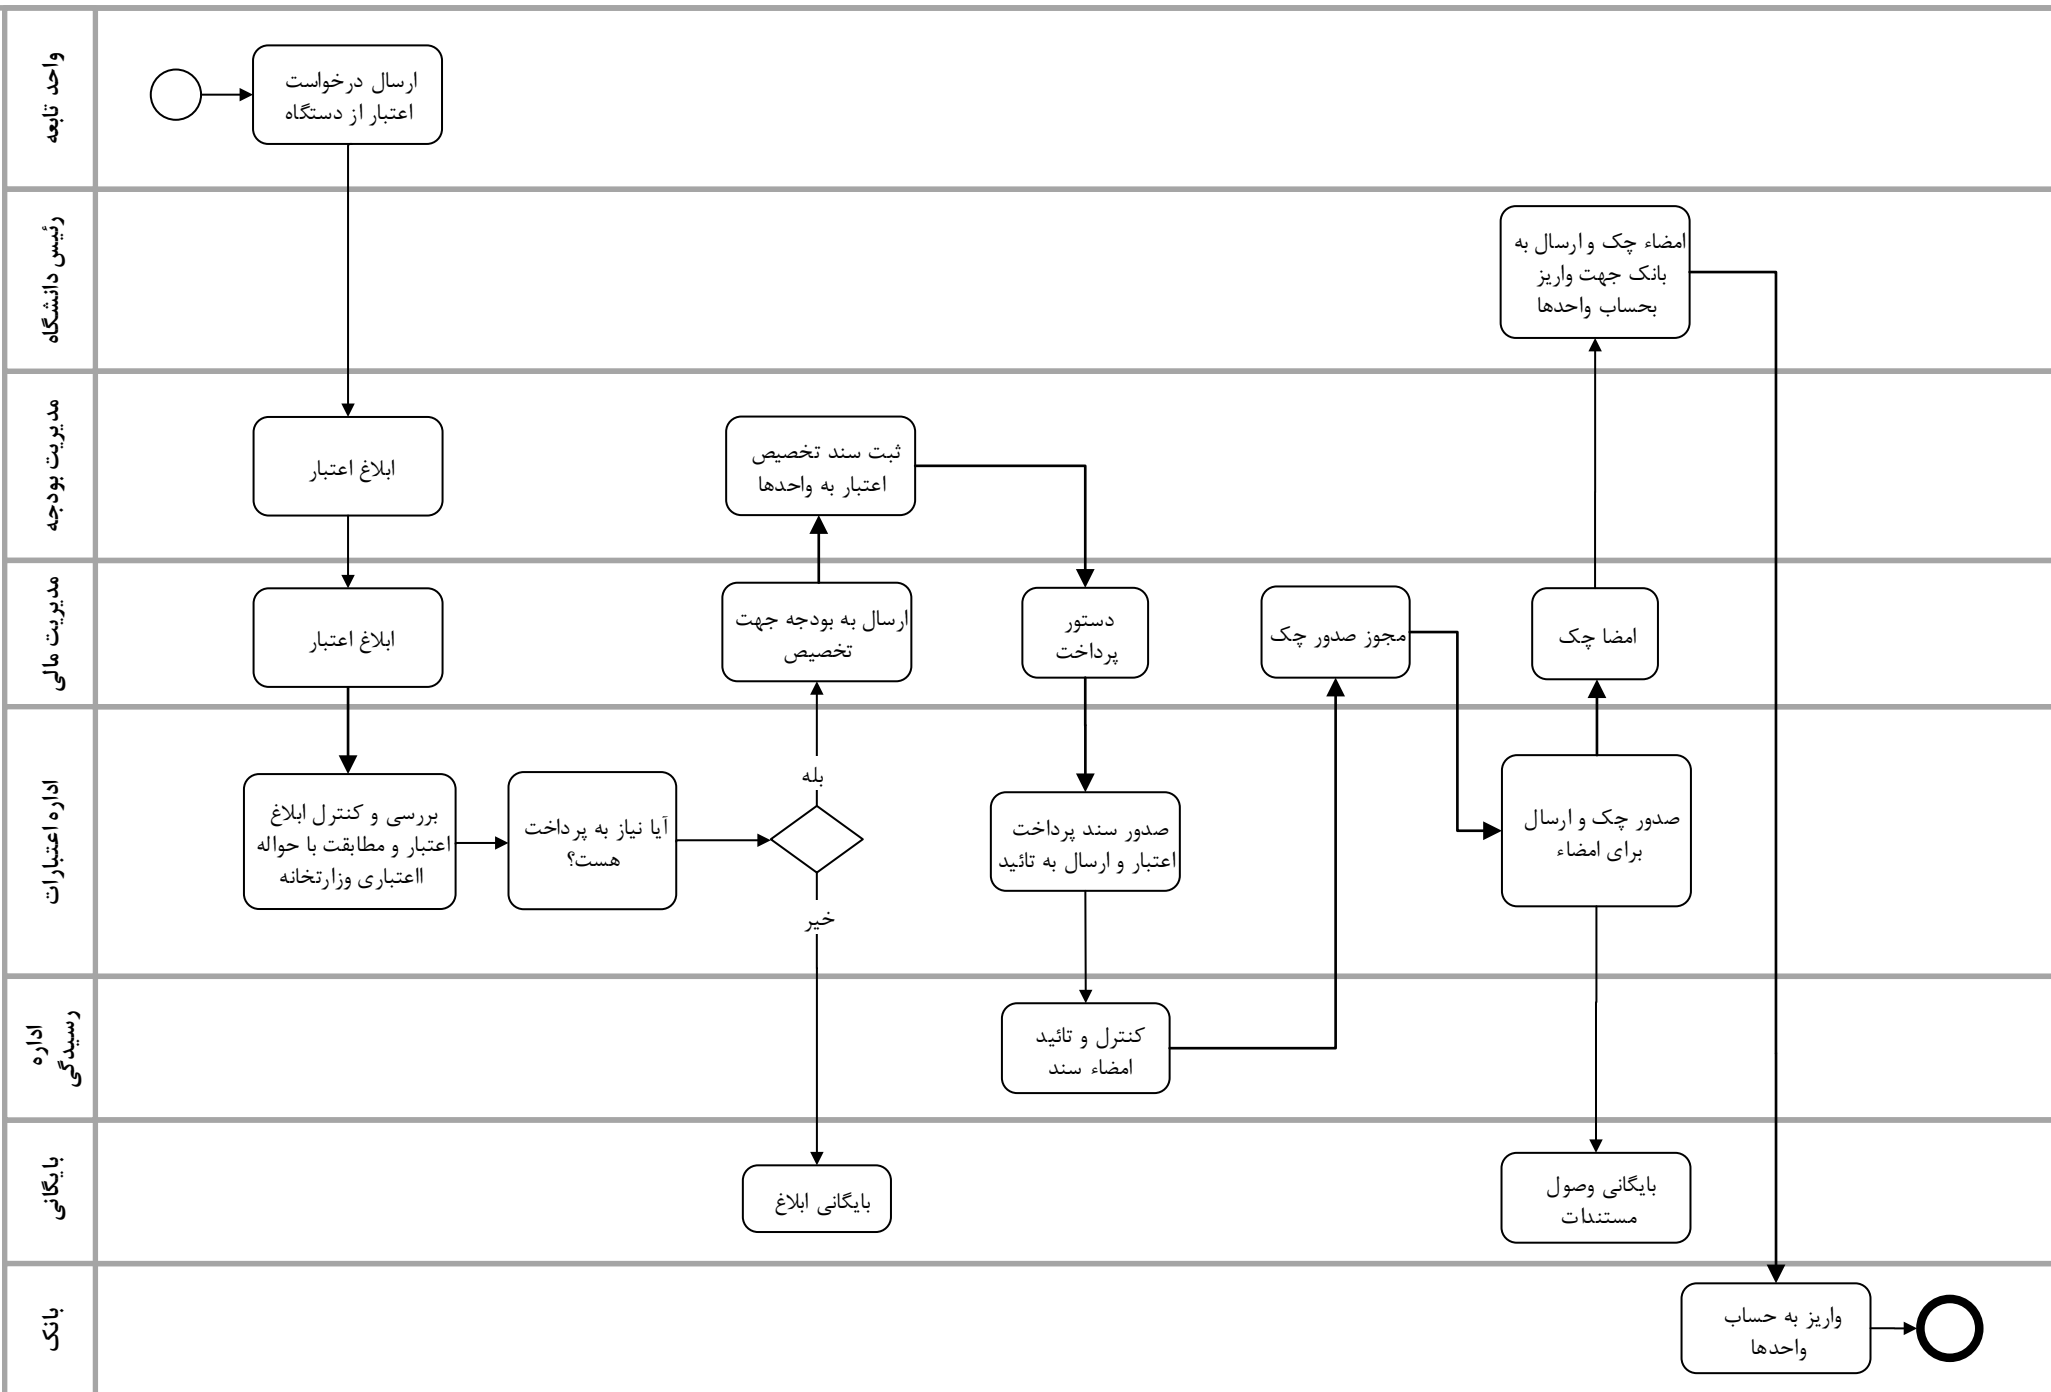 واحد تابعه
ارسال درخواست
اعتبار از دستگاه
رئیس دانشگاه
امضاء چک و ارسال به
بانک جهت واریز
بحساب واحدها
مدیریت بودجه
ابلاغ اعتبار
ثبت سند تخصیص
اعتبار به واحدها
مدیریت مالی
ابلاغ اعتبار
ارسال به بودجه جهت
تخصیص
دستور
پرداخت
مجوز صدور چک
امضا چک
اداره اعتبارات
بررسی و کنترل ابلاغ
اعتبار و مطابقت با حواله
ااعتباری وزارتخانه
آیا نیاز به پرداخت
هست؟
بله
خیر
صدور سند پرداخت
اعتبار و ارسال به تائید
صدور چک و ارسال
برای امضاء
اداره
رسیدگی
کنترل و تائید
امضاء سند
بایگانی
بایگانی ابلاغ
بایگانی وصول
مستندات
بانک
واریز به حساب
واحدها